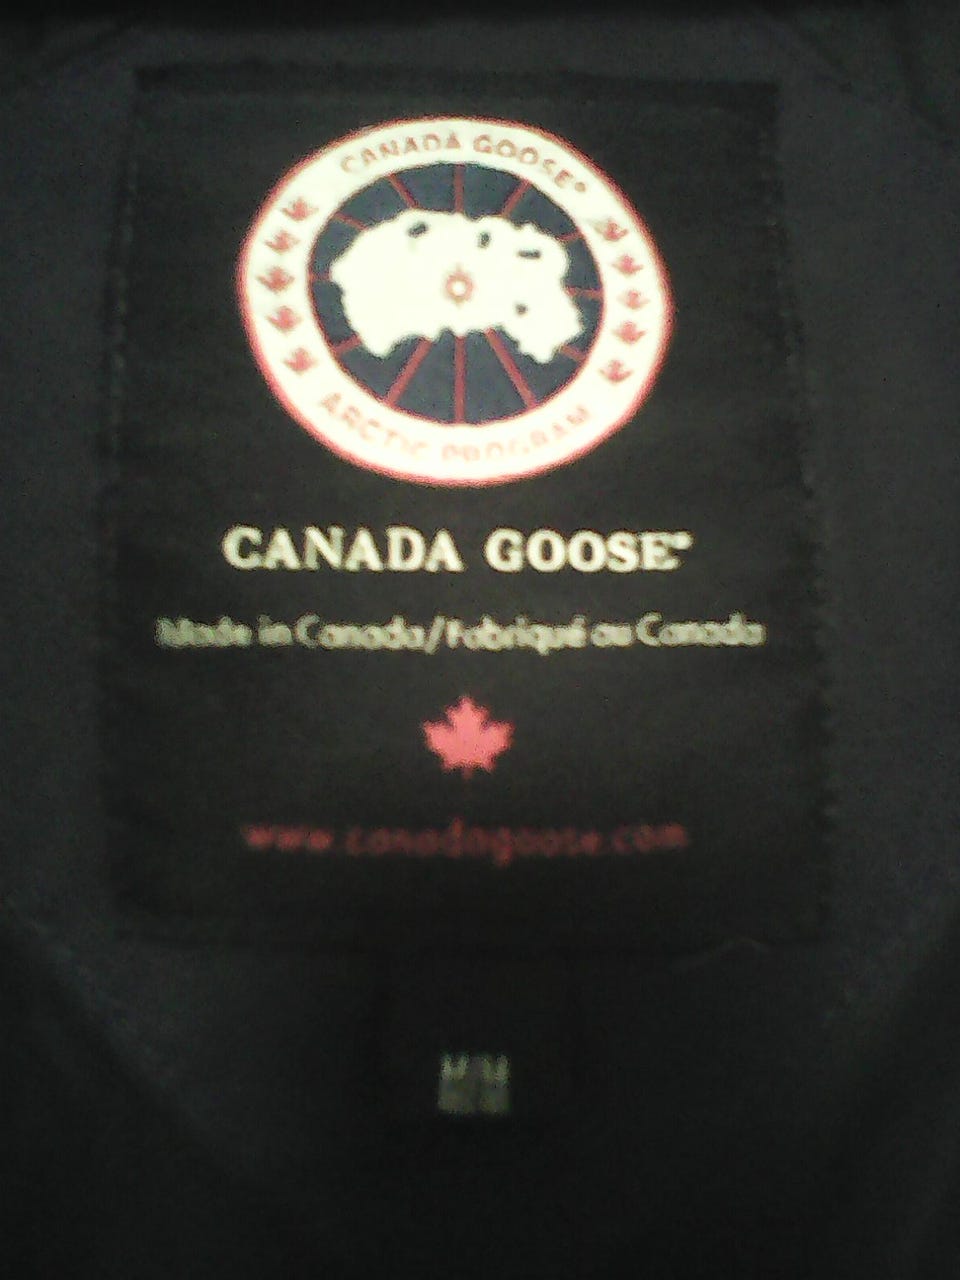 CANADA GOOSE®
ARCTIC PROGRAM
CANADA GOOSE®
Made in Canada/Fabriqué au Canada
www.canadagoose.com